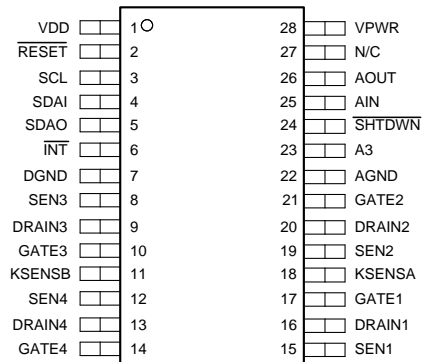 VDD 1 28 VPWR
RESET 2 27 N/C
SCL 3 26 AOUT
SDAI 4 25 AIN
SDAO 5 24 SHTDWN
INT 6 23 A3
DGND 7 22 AGND
SEN3 8 21 GATE2
DRAIN3 9 20 DRAIN2
GATE3 10 19 SEN2
KSENSB 11 18 KSENSA
SEN4 12 17 GATE1
DRAIN4 13 16 DRAIN1
GATE4 14 15 SEN1